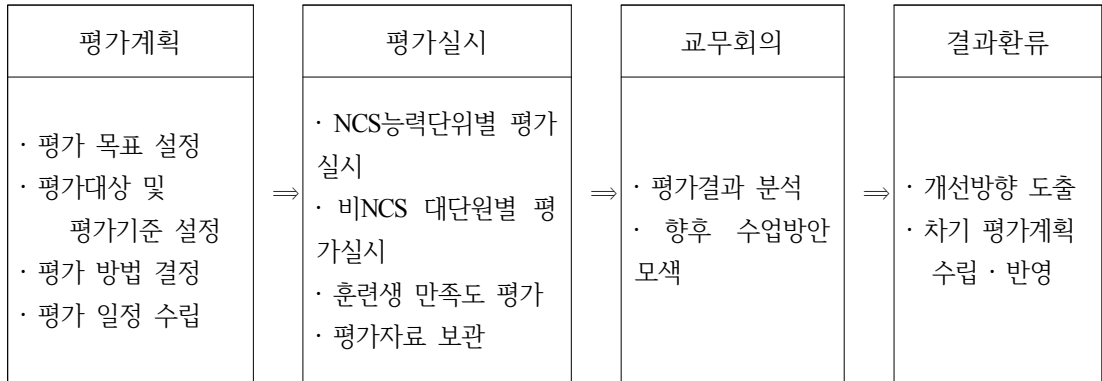 평가계획
· 평가 목표 설정
· 평가대상 및
평가기준 설정
· 평가 방법 결정
· 평가 일정 수립
⇒
평가실시
· NCS능력단위별 평가
실시
· 비NCS 대단원별 평
가실시
· 훈련생 만족도 평가
· 평가자료 보관
⇒
교무회의
· 평가결과 분석
· 향후 수업방안
모색
⇒
결과환류
· 개선방향 도출
· 차기 평가계획
수립 · 반영